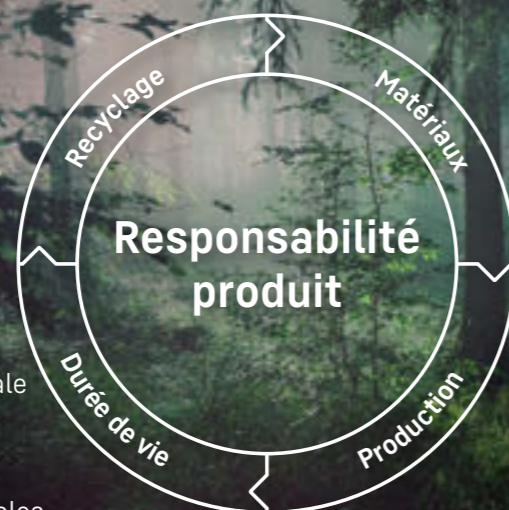 Recyclage
Matériaux
Responsabilité
produit
Durée de vie
Production